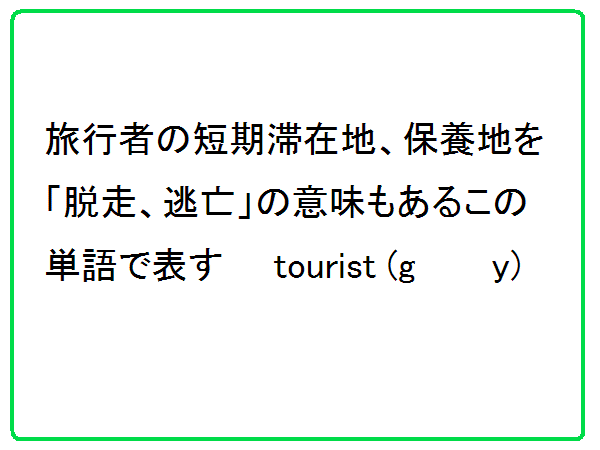 旅行者の短期滞在地、保養地を
「脱走、逃亡」の意味もあるこの
単語で表す　 tourist (g　　y)